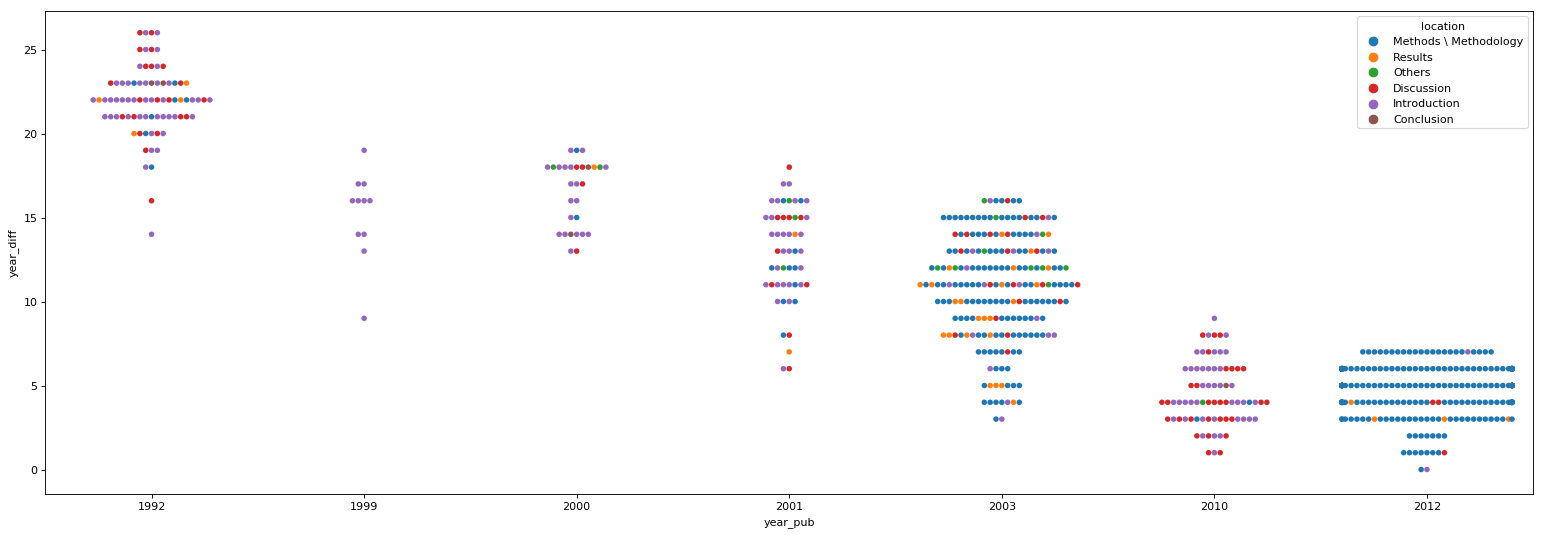 location
Methods \ Methodology
Results
Others
Discussion
Introduction
Conclusion
year_diff
25
20
15
10
5
0
1992
1999
2000
2001
2003
2010
2012
year_pub